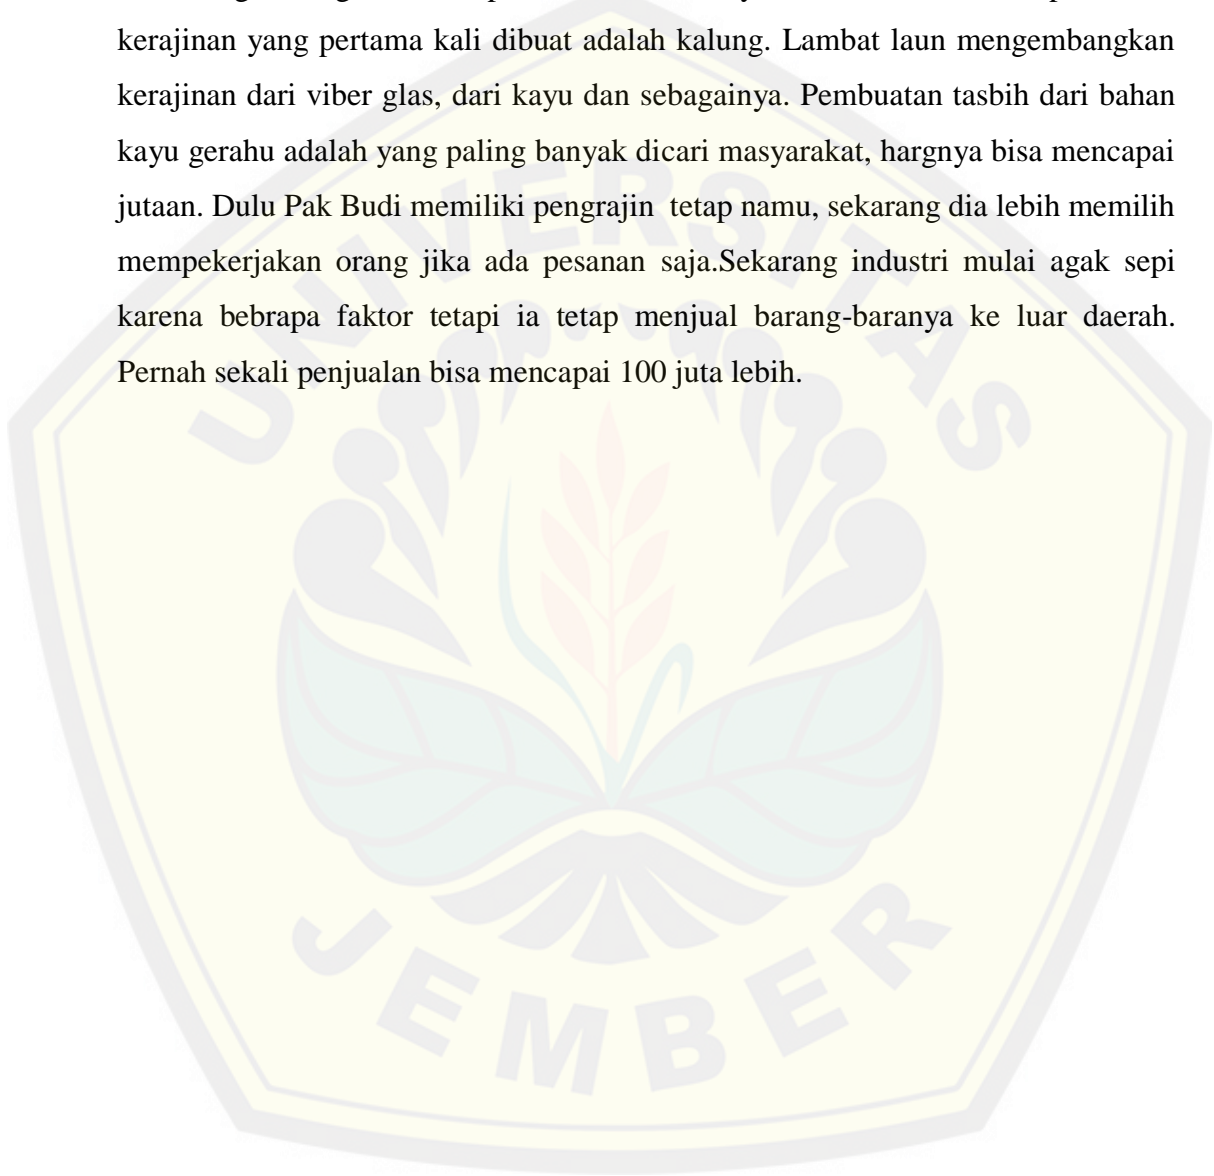 kerajinan yang pertama kali dibuat adalah kalung. Lambat laun mengembangkan
kerajinan dari viber glas, dari kayu dan sebagainya. Pembuatan tasbih dari bahan
kayu gerahu adalah yang paling banyak dicari masyarakat, hargnya bisa mencapai
jutaan. Dulu Pak Budi memiliki pengrajin tetap namu, sekarang dia lebih memilih
mempekerjakan orang jika ada pesanan saja.Sekarang industri mulai agak sepi
karena bebrapa faktor tetapi ia tetap menjual barang-baranya ke luar daerah.
Pernah sekali penjualan bisa mencapai 100 juta lebih.
UNIVERSITAS
JEMBER